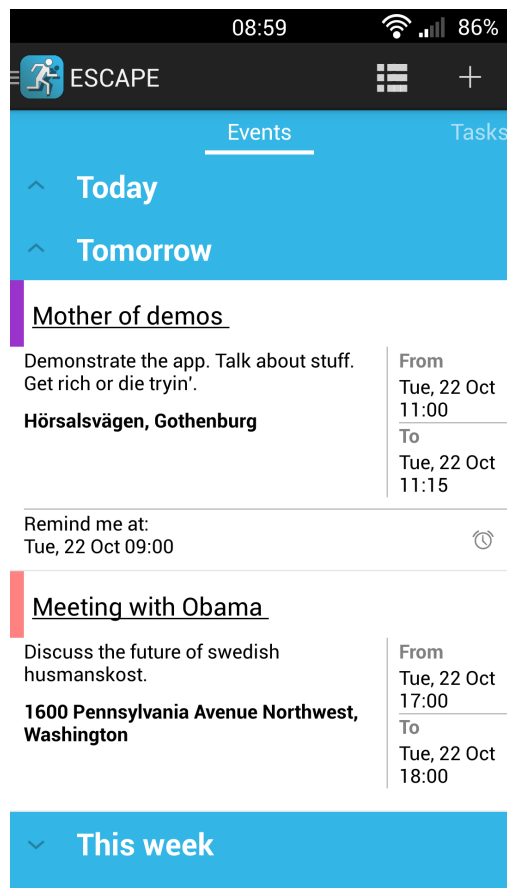 08:59 86%
ESCAPE
Events Tasks
Today
Tomorrow
Mother of demos
Demonstrate the app. Talk about stuff.
Get rich or die tryin'.
Hörsalsvägen, Gothenburg
From
Tue, 22 Oct
11:00
To
Tue, 22 Oct
11:15
Remind me at:
Tue, 22 Oct 09:00
Meeting with Obama
Discuss the future of swedish
husmanskost.
1600 Pennsylvania Avenue Northwest,
Washington
From
Tue, 22 Oct
17:00
To
Tue, 22 Oct
18:00
This week